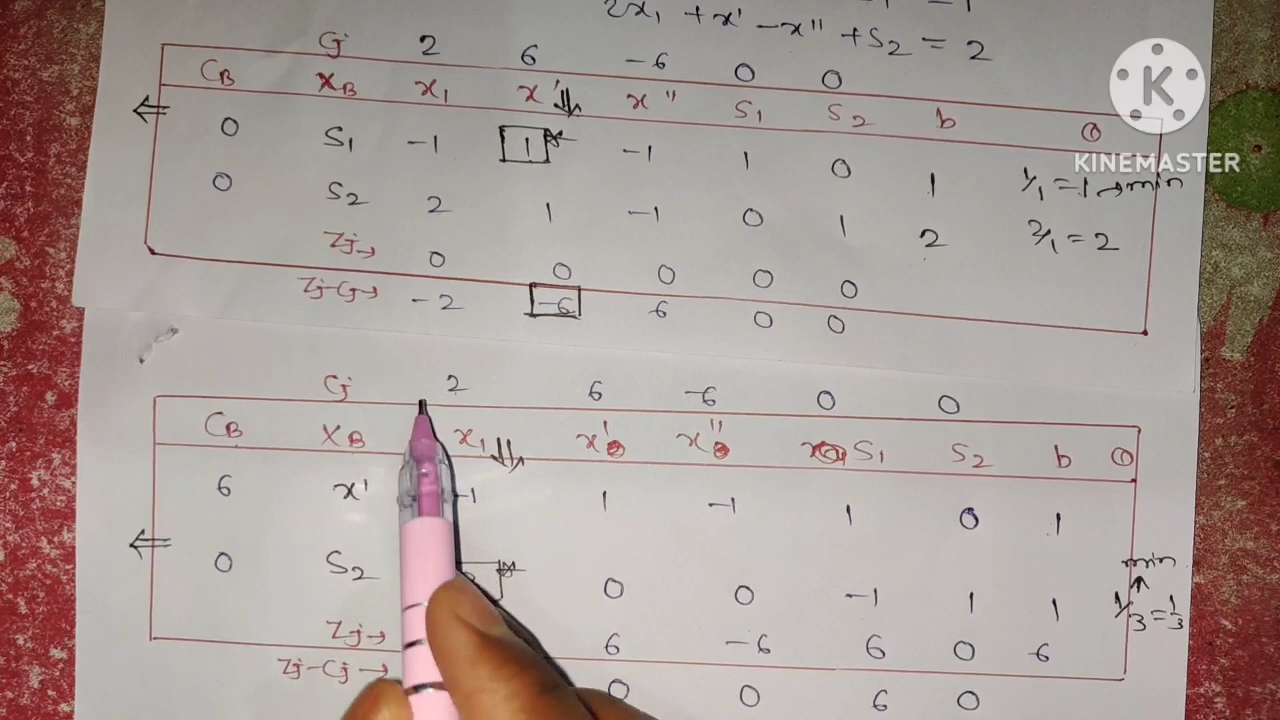 2x₁ + x' - x" + S₂ = 2
Cj 2 6 -6 0 0
CB XB x₁ x' x" S₁ S₂ b Θ
0 S₁ -1 1 -1 1 0 1 1/1 = 1 → min
0 S₂ 2 1 -1 0 1 2 2/1 = 2
Zj → 0 0 0 0 0
Zj-Cj → -2 -6 6 0 0
K
KINEMASTER
Cj 2 6 -6 0 0
CB XB x₁ x' x" S₁ S₂ b Θ
6 x' -1 1 -1 1 0 1
min
0 S₂ 0 0 -1 1 1 1/3 = 1/3
Zj → 6 -6 6 0 6
Zj-Cj → 0 0 6 0